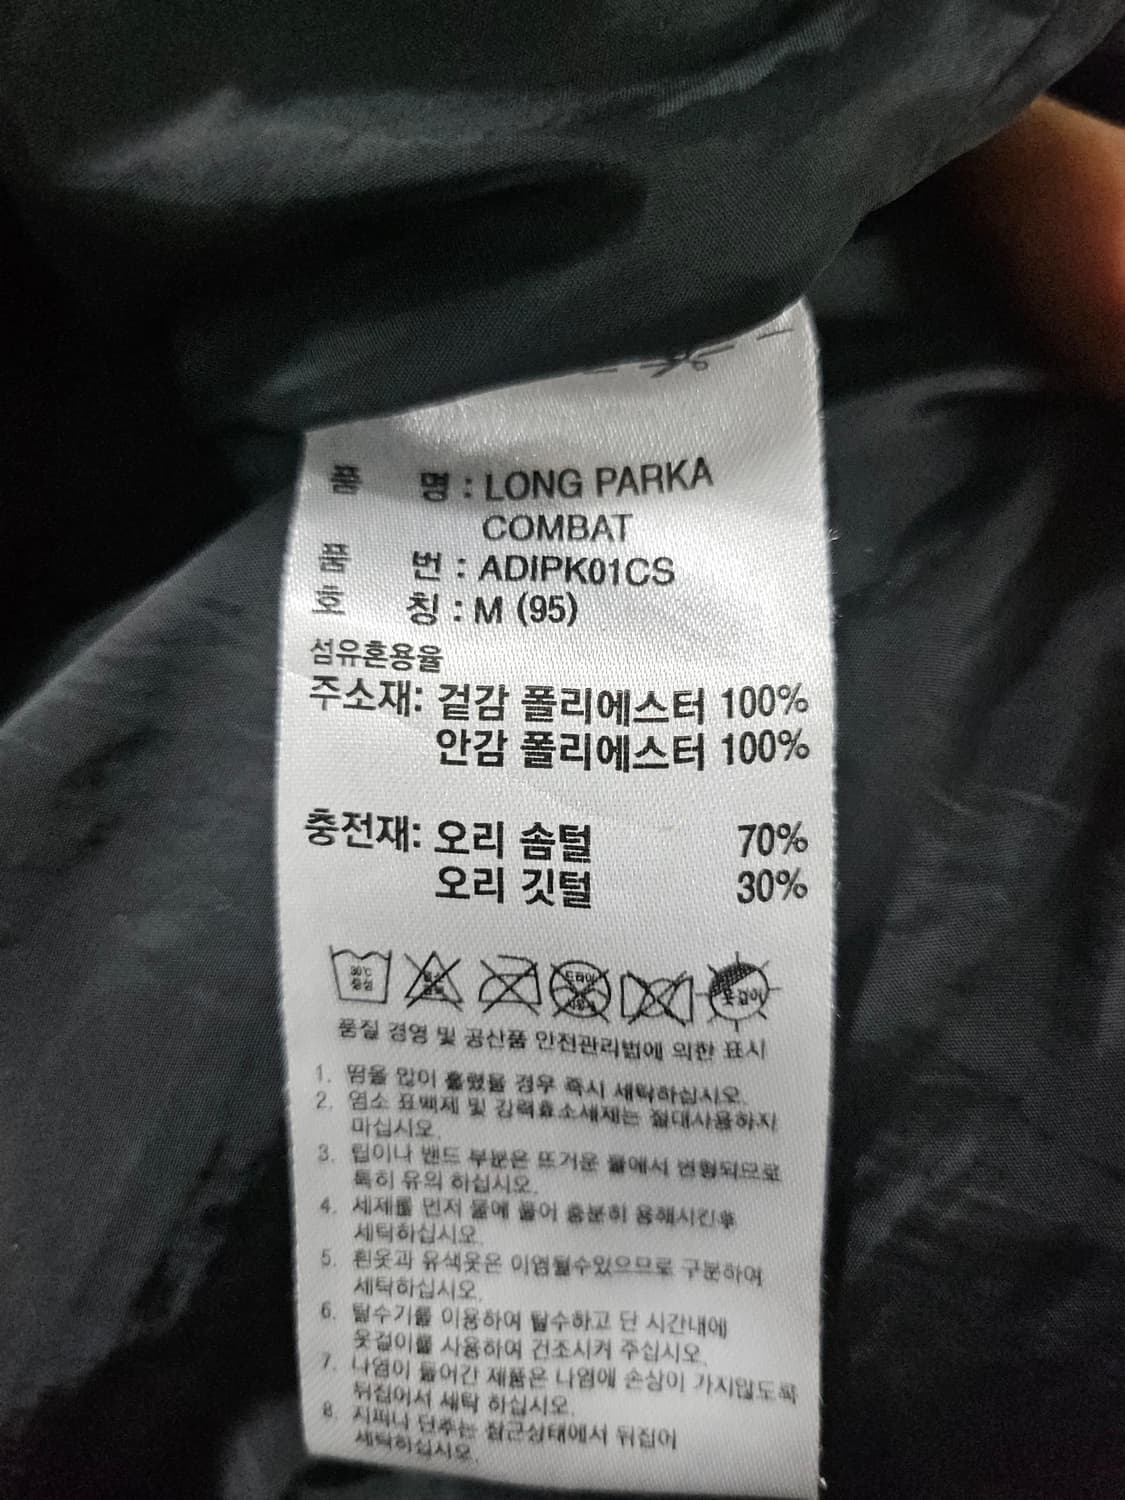 품 명 : LONG PARKA
COMBAT
품 번 : ADIPK01CS
호 칭 : M (95)
섬유혼용율
주소재: 겉감 폴리에스터 100%
안감 폴리에스터 100%
충전재: 오리 솜털 70%
오리 깃털 30%
30℃
중성
염소
표백
드라이
옷걸이
품질 경영 및 공산품 안전관리법에 의한 표시
1. 땀을 많이 흘렸을 경우 즉시 세탁하십시오.
2. 염소 표백제 및 강력효소세제는 절대사용하지
마십시오.
3. 립이나 밴드 부분은 뜨거운 물에서 변형되므로
특히 유의 하십시오.
4. 세제를 먼저 물에 풀어 충분히 용해시킨후
세탁하십시오.
5. 흰옷과 유색옷은 이염될수있으므로 구분하여
세탁하십시오.
6. 탈수기를 이용하여 탈수하고 단 시간내에
옷걸이를 사용하여 건조시켜 주십시오.
7. 나염이 들어간 제품은 나염에 손상이 가지않도록
뒤집어서 세탁 하십시오.
8. 지퍼나 단추는 잠근상태에서 뒤집어
세탁하십시오.